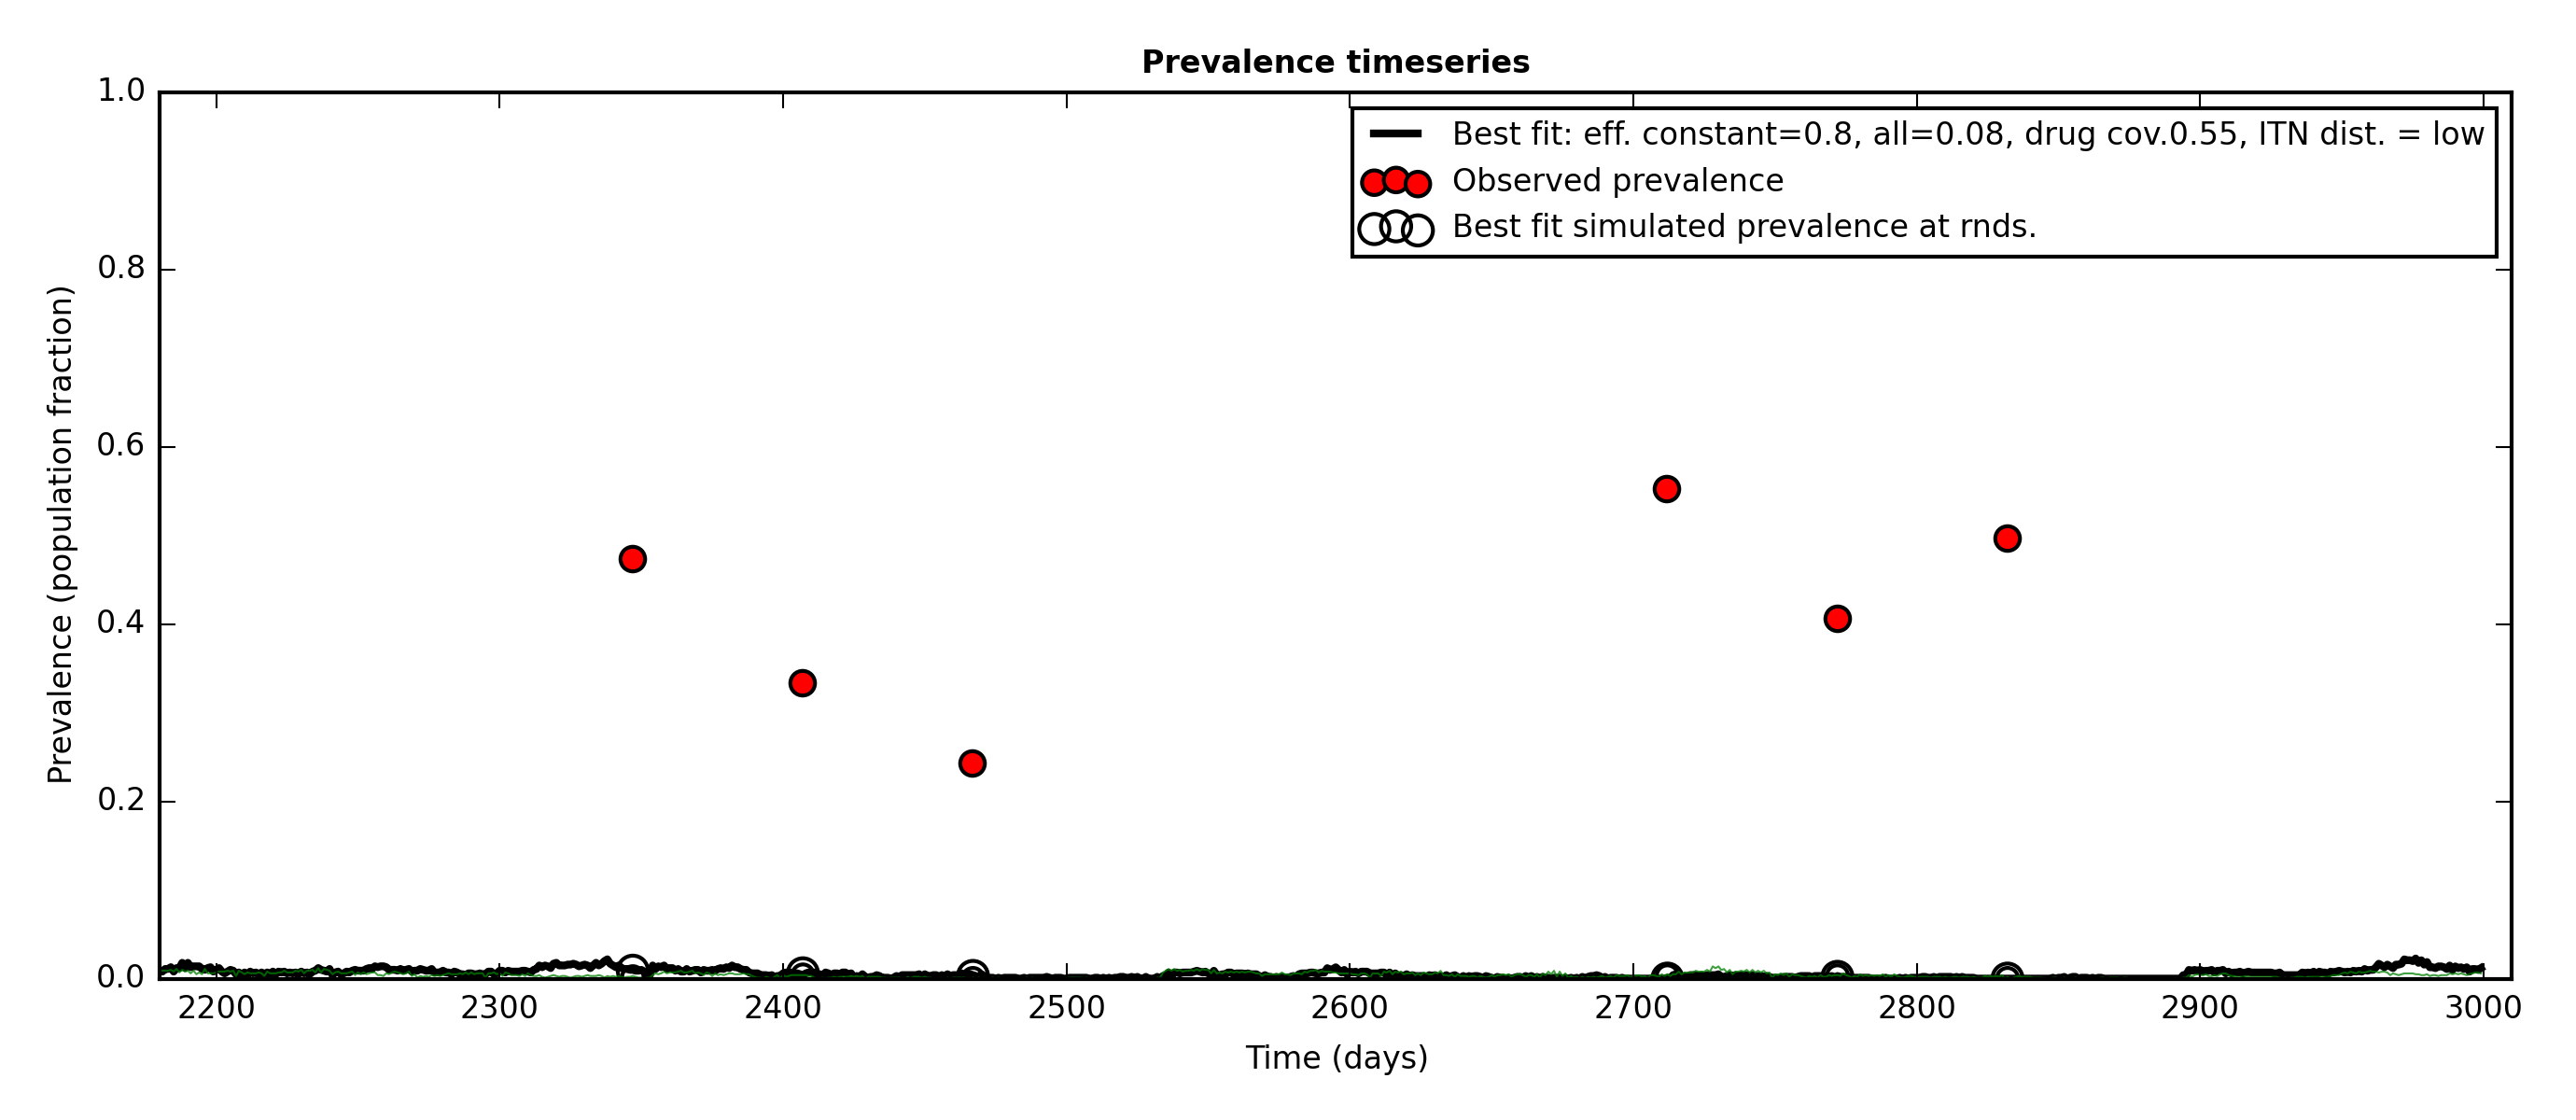 Prevalence timeseries
1.0
0.8
0.6
0.4
0.2
0.0
Prevalence (population fraction)
Best fit: eff. constant=0.8, all=0.08, drug cov.0.55, ITN dist. = low
Observed prevalence
Best fit simulated prevalence at rnds.
2200 2300 2400 2500 2600 2700 2800 2900 3000
Time (days)